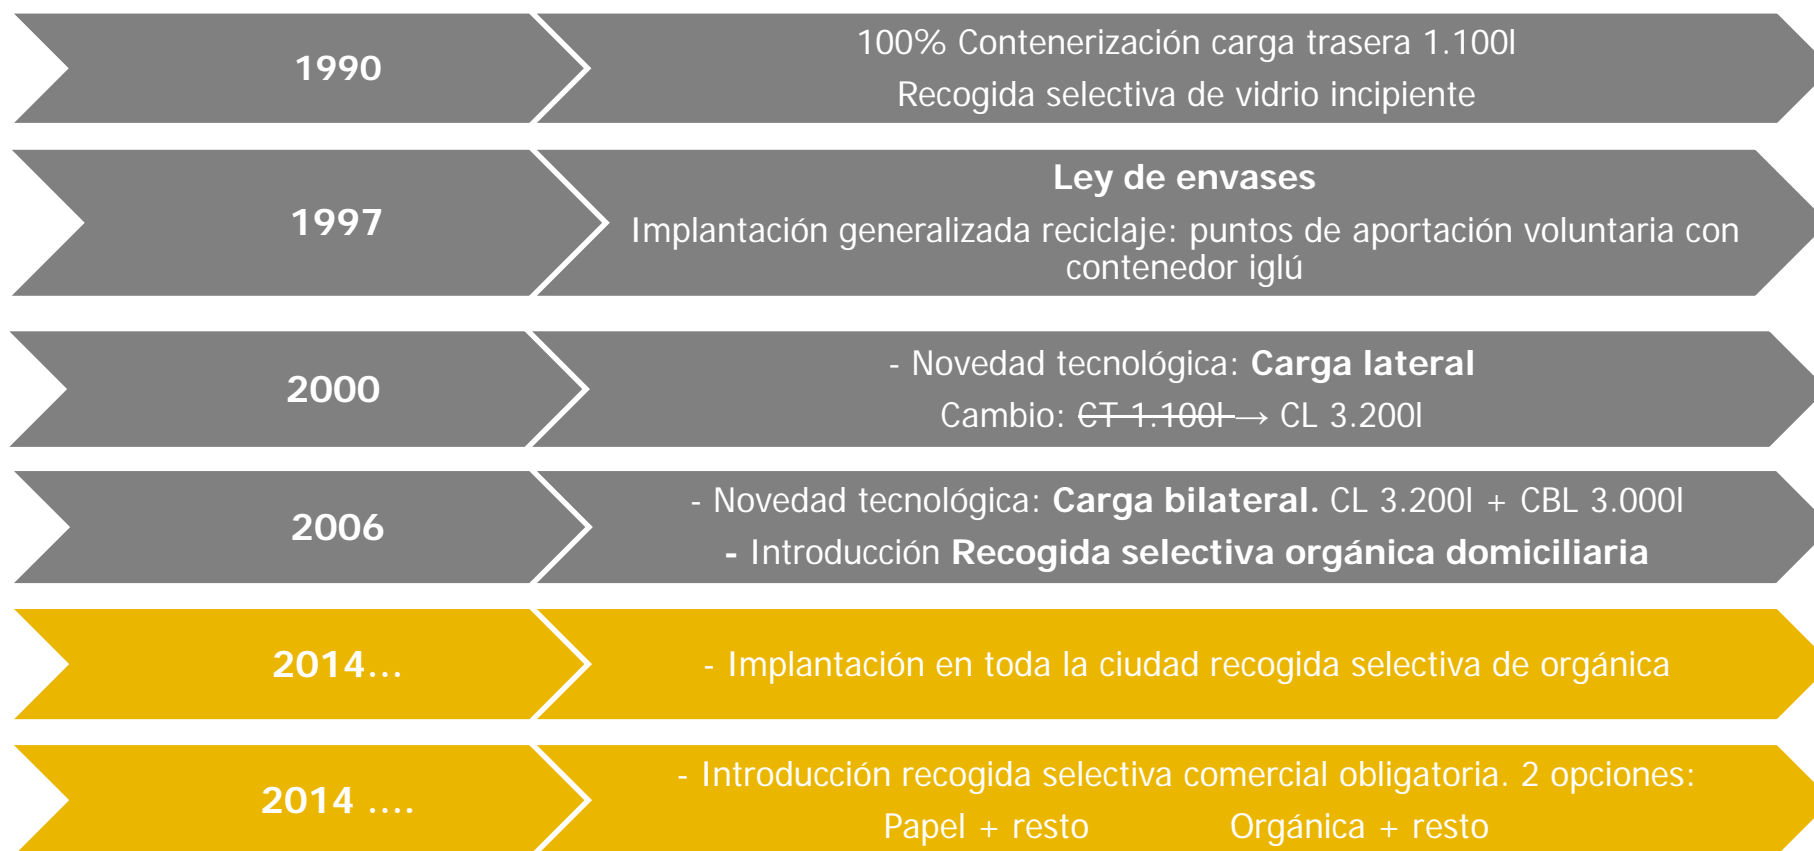 1990
100% Contenerización carga trasera 1.100l
Recogida selectiva de vidrio incipiente
1997
Ley de envases
Implantación generalizada reciclaje: puntos de aportación voluntaria con
contenedor iglú
2000
- Novedad tecnológica: Carga lateral
Cambio: CT 1.100l → CL 3.200l
2006
- Novedad tecnológica: Carga bilateral. CL 3.200l + CBL 3.000l
- Introducción Recogida selectiva orgánica domiciliaria
2014...
- Implantación en toda la ciudad recogida selectiva de orgánica
2014 ....
- Introducción recogida selectiva comercial obligatoria. 2 opciones:
Papel + resto Orgánica + resto